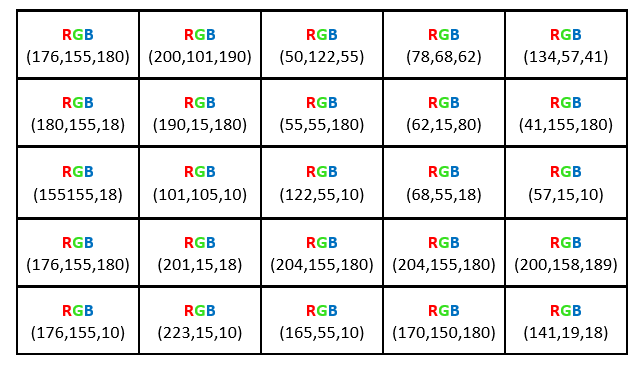 RGB RGB RGB RGB RGB
(176,155,180) (200,101,190) (50,122,55) (78,68,62) (134,57,41)
RGB RGB RGB RGB RGB
(180,155,18) (190,15,180) (55,55,180) (62,15,80) (41,155,180)
RGB RGB RGB RGB RGB
(155155,18) (101,105,10) (122,55,10) (68,55,18) (57,15,10)
RGB RGB RGB RGB RGB
(176,155,180) (201,15,18) (204,155,180) (204,155,180) (200,158,189)
RGB RGB RGB RGB RGB
(176,155,10) (223,15,10) (165,55,10) (170,150,180) (141,19,18)